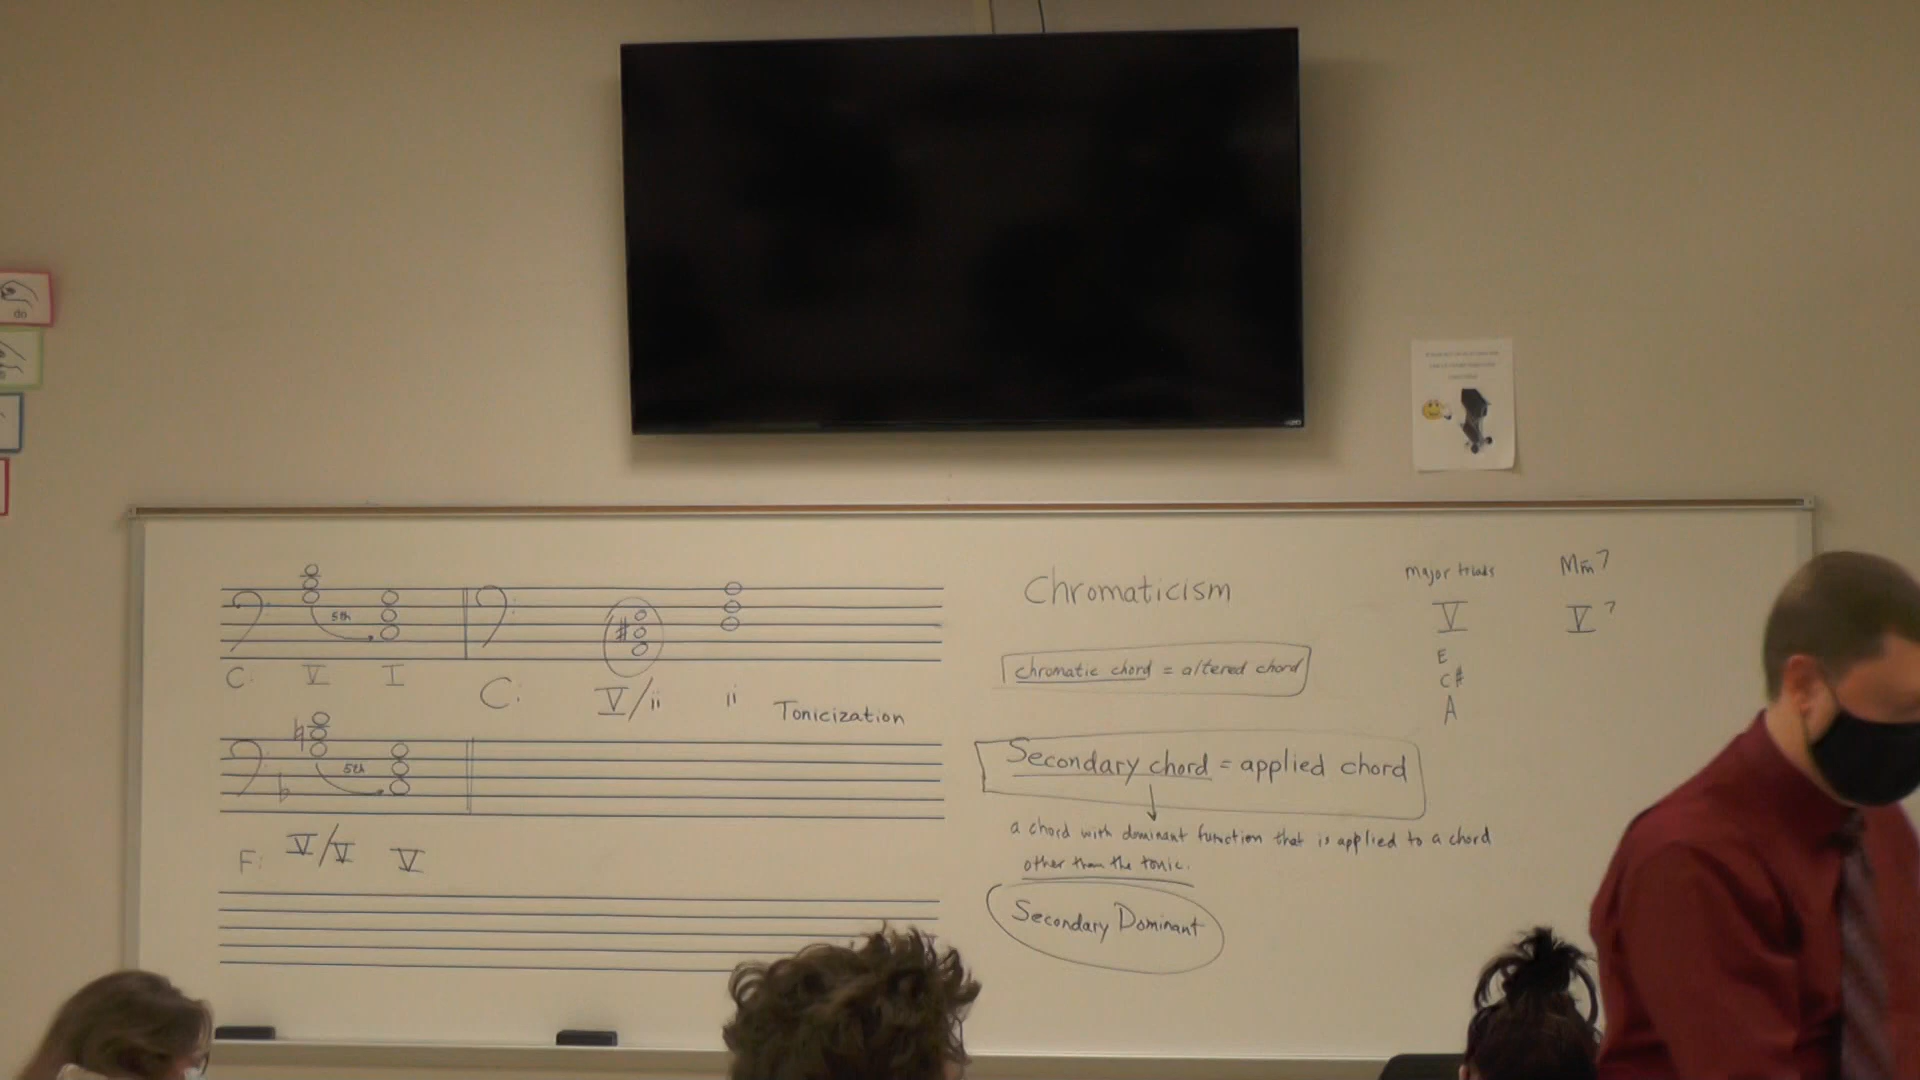 do
5th
C: V I
C: V/ii ii
Tonicization
5th
F: V/V V
Chromaticism
chromatic chord = altered chord
Secondary chord = applied chord
a chord with dominant function that is applied to a chord
other than the tonic.
Secondary Dominant
Major triads
V
E
C#
A
Mm7
V7